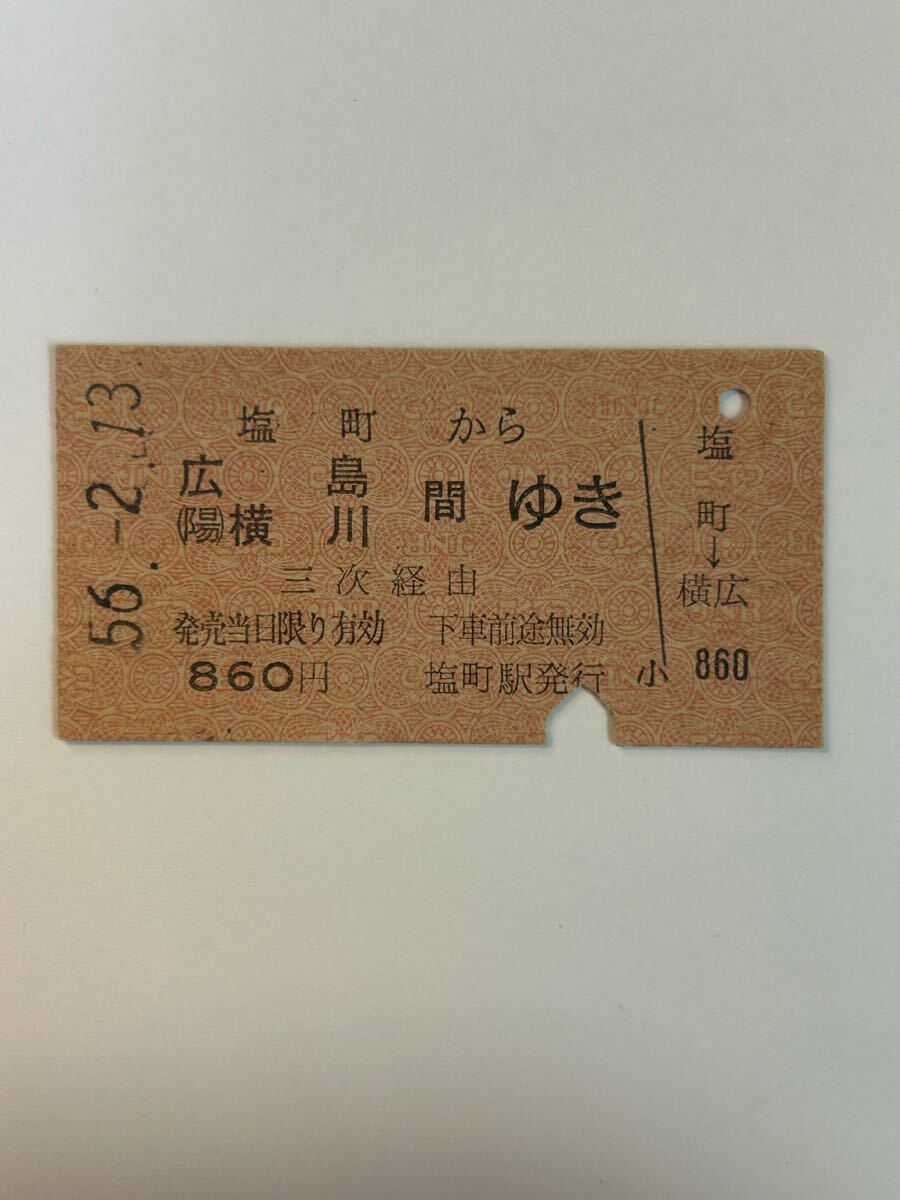 56.-2.13.
塩町から
広島
㊥横川 間 ゆき
三次経由
発売当日限り有効 下車前途無効
860円 塩町駅発行
塩町
↓
横広
小 860